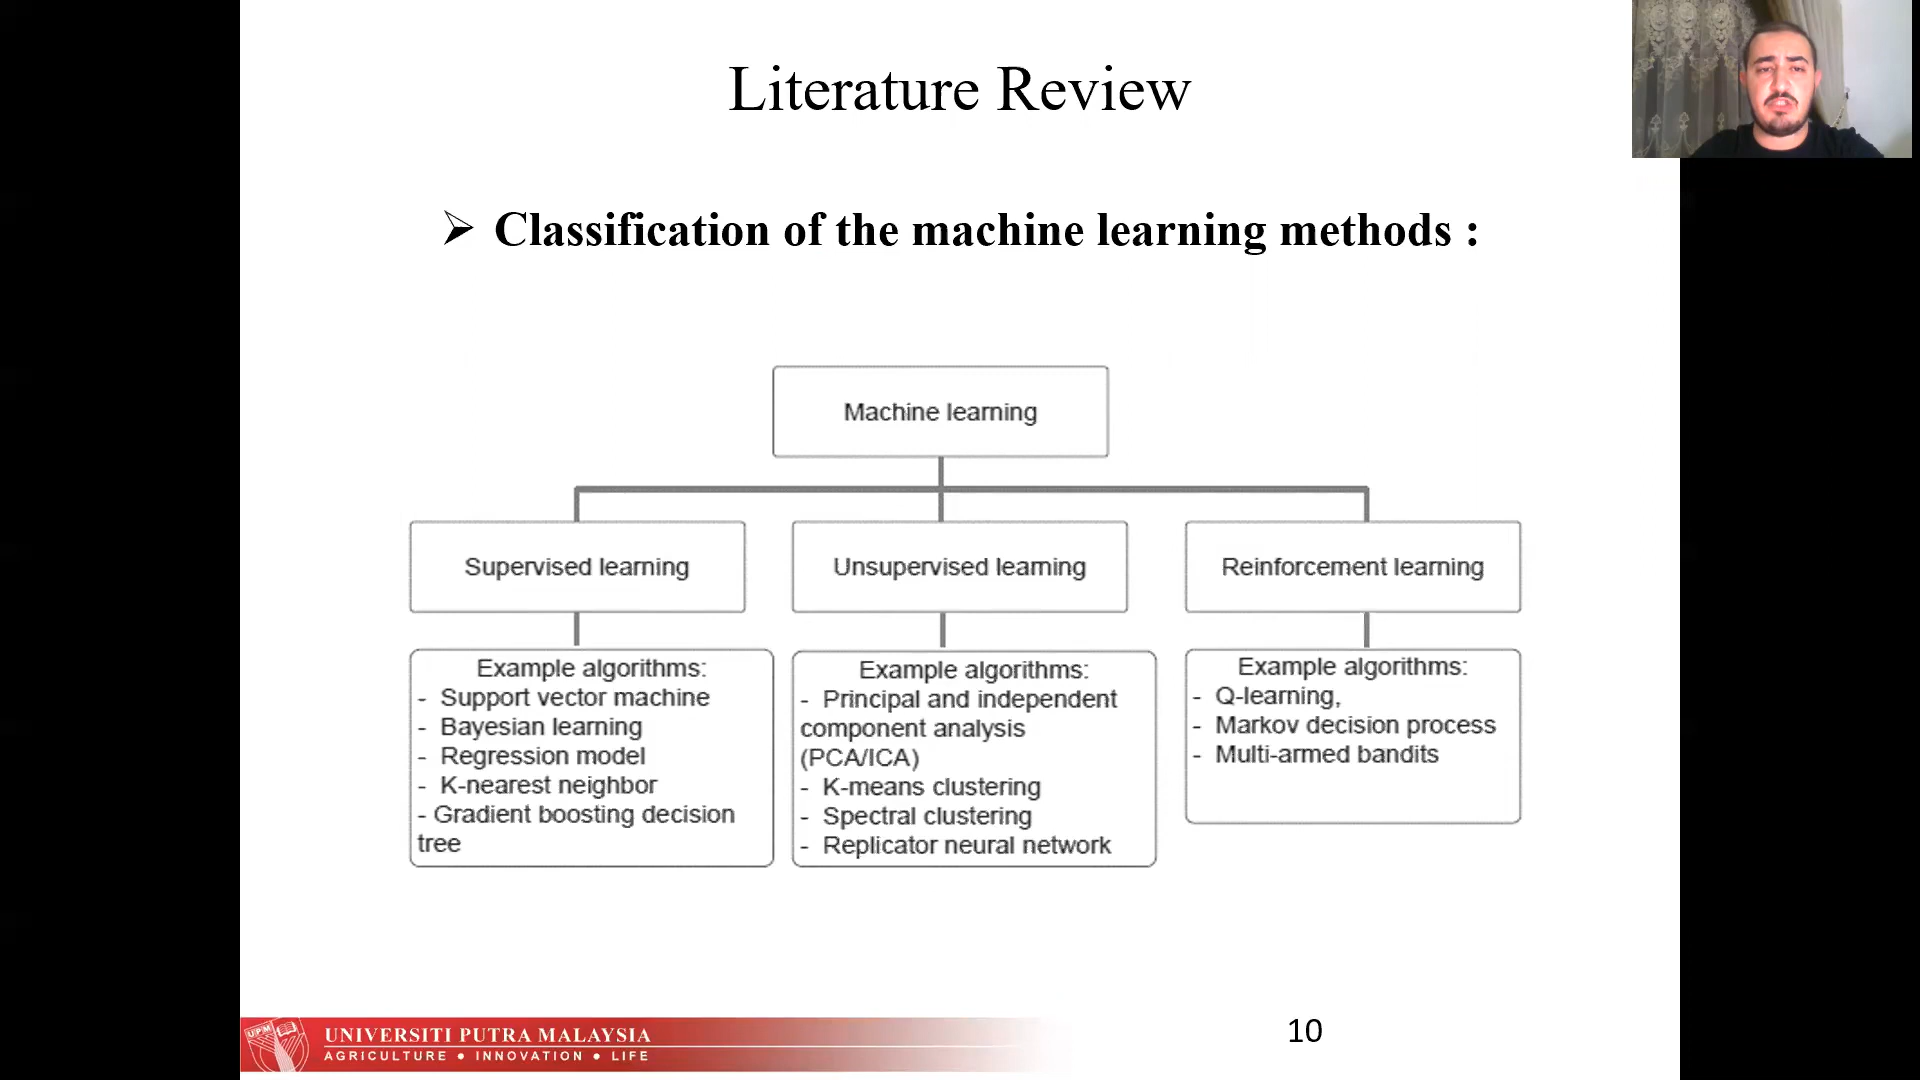 Literature Review
➢ Classification of the machine learning methods :
Machine learning
Supervised learning
Unsupervised learning
Reinforcement learning
Example algorithms:
- Support vector machine
- Bayesian learning
- Regression model
- K-nearest neighbor
- Gradient boosting decision
tree
Example algorithms:
- Principal and independent
component analysis
(PCA/ICA)
- K-means clustering
- Spectral clustering
- Replicator neural network
Example algorithms:
- Q-learning,
- Markov decision process
- Multi-armed bandits
UPM
UNIVERSITI PUTRA MALAYSIA
AGRICULTURE ● INNOVATION ● LIFE
10